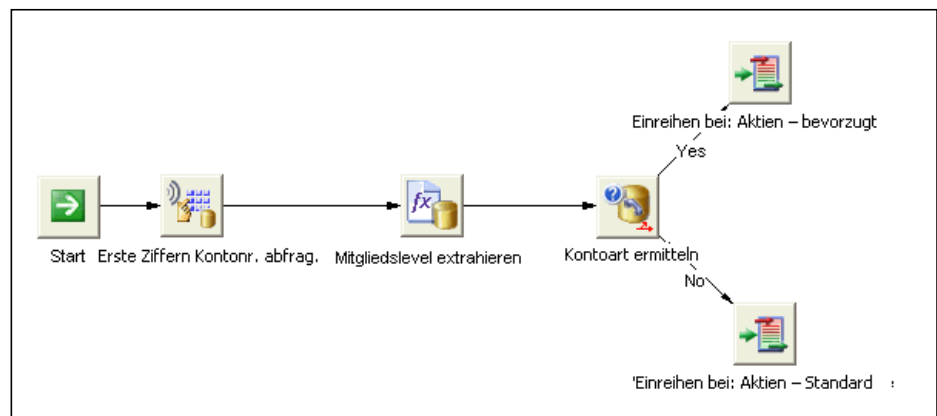 Einreihen bei: Aktien – bevorzugt
Yes
Start
Erste Ziffern Kontonr. abfrag.
fx
Mitgliedslevel extrahieren
?
Kontoart ermitteln
No
'Einreihen bei: Aktien – Standard